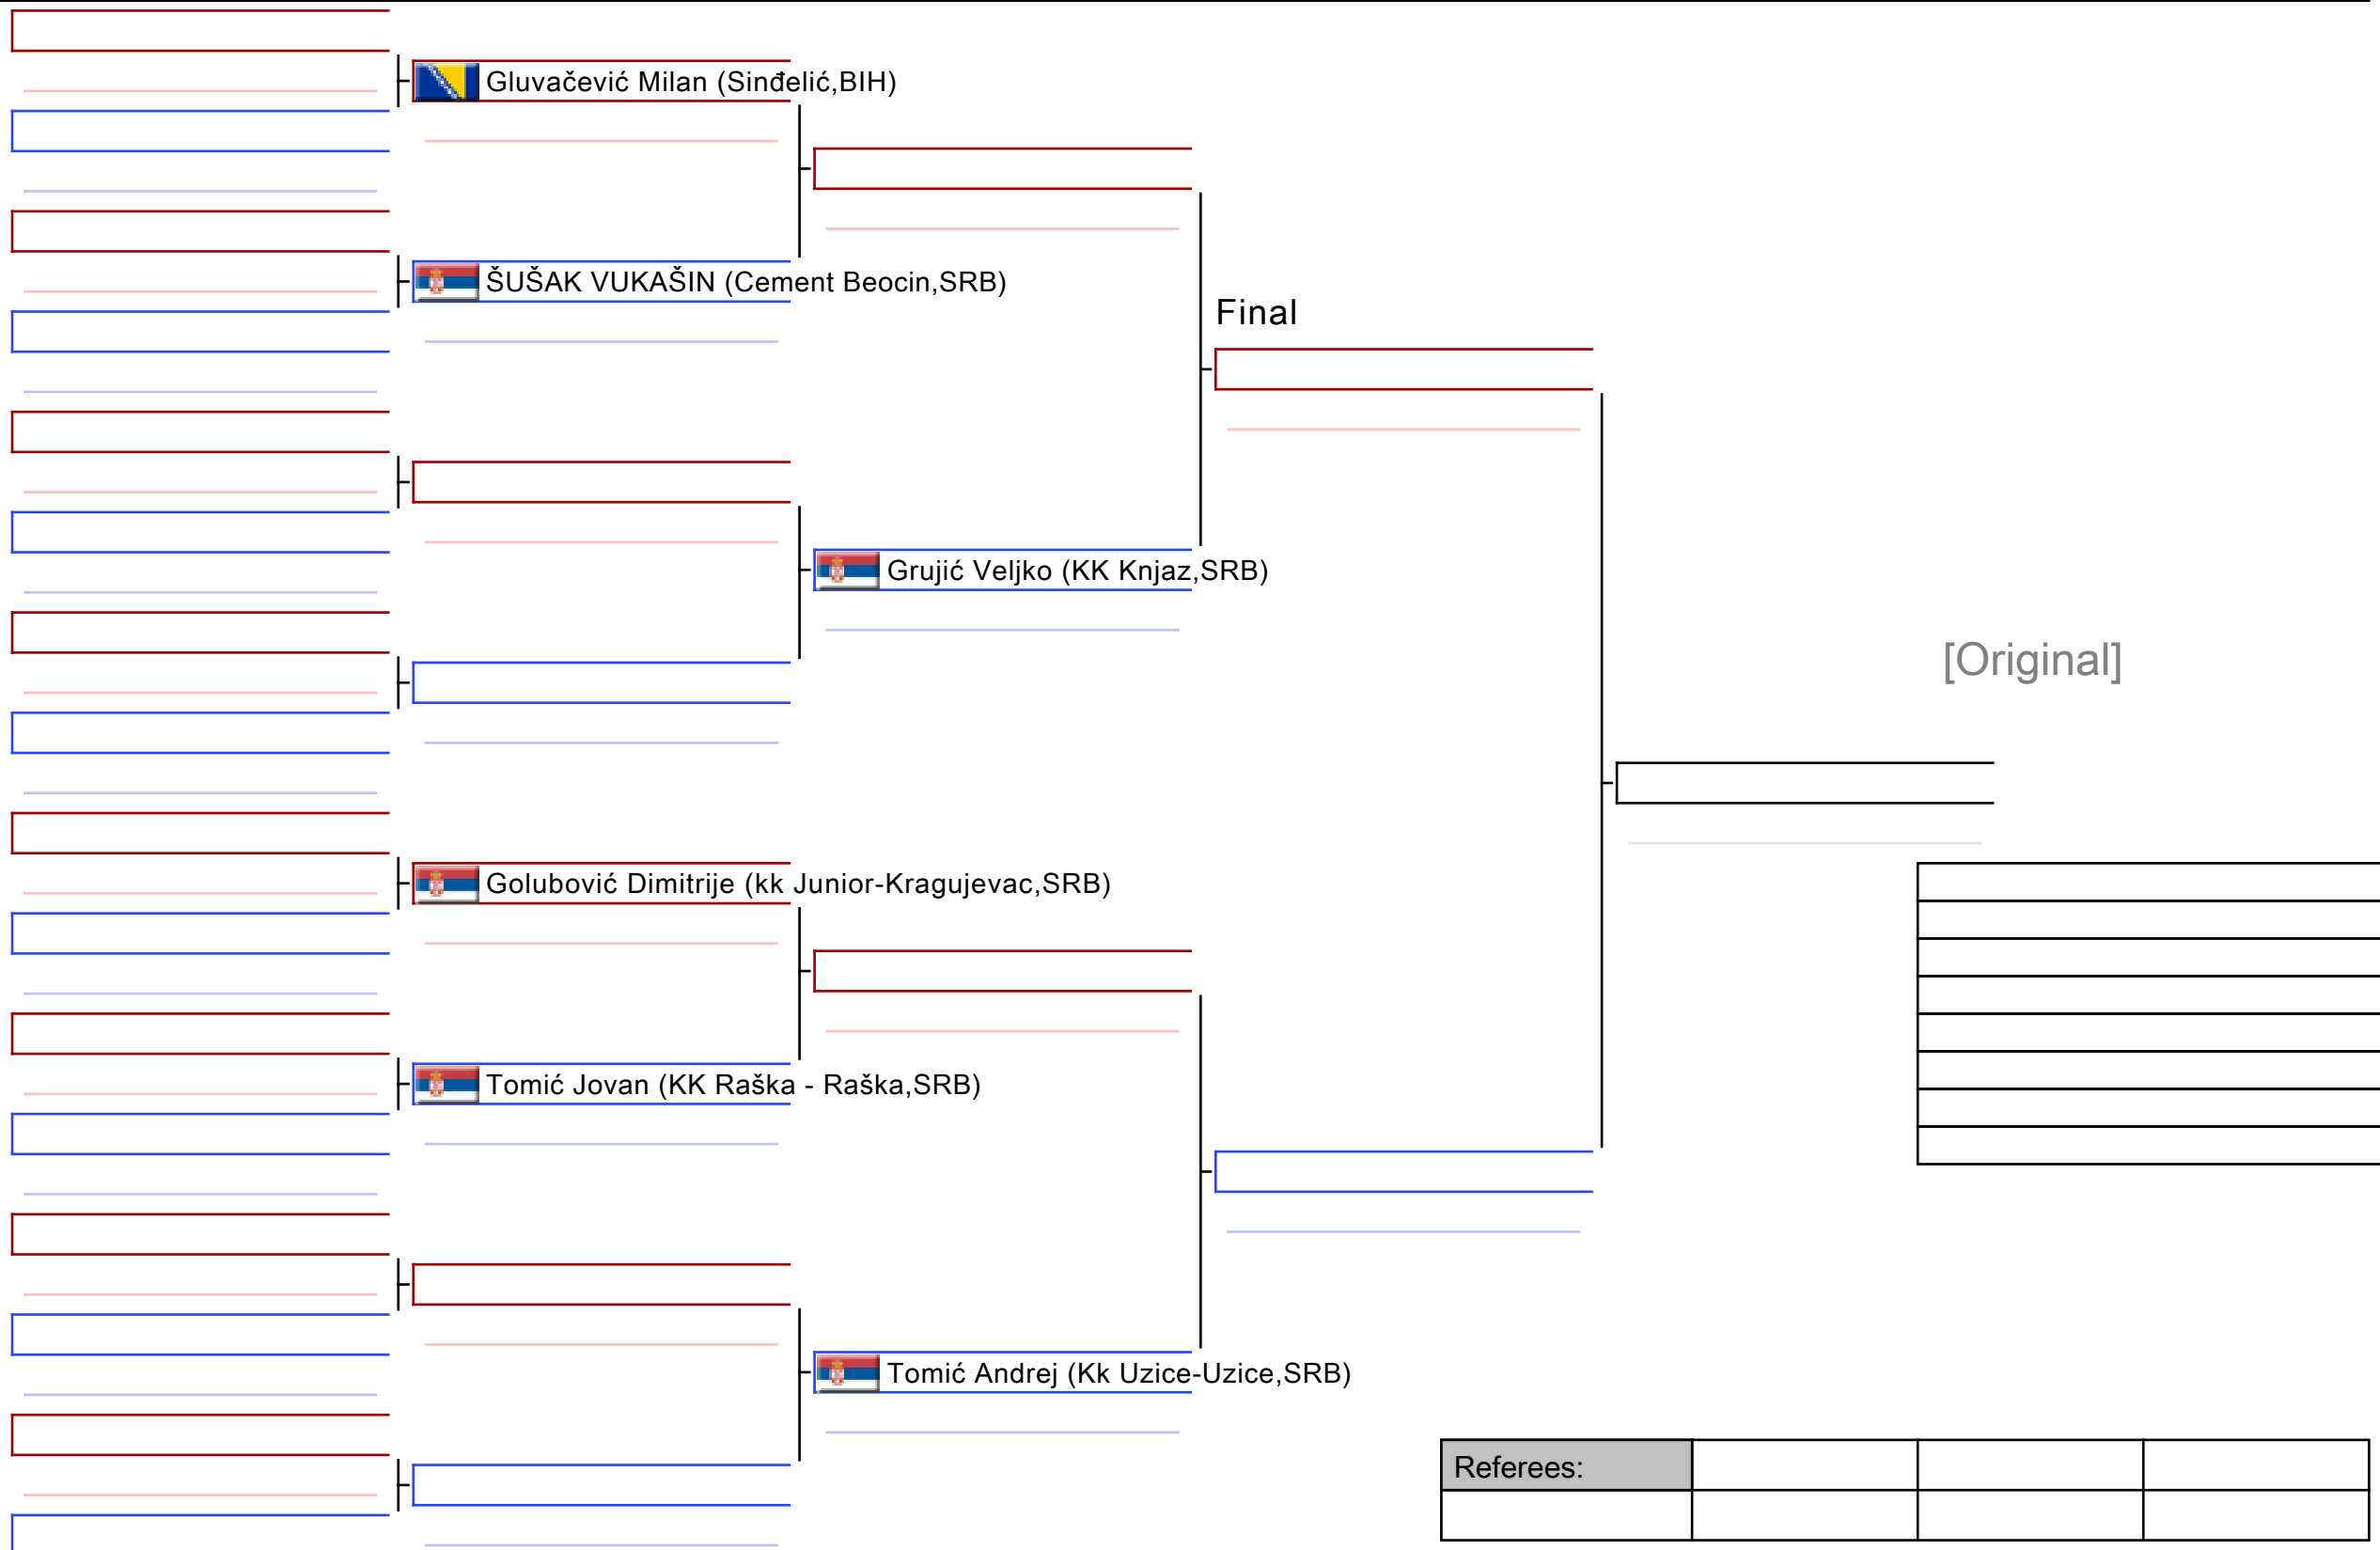 Gluvačević Milan (Sinđelić,BIH)
ŠUŠAK VUKAŠIN (Cement Beocin,SRB)
Final
Grujić Veljko (KK Knjaz,SRB)
[Original]
Golubović Dimitrije (kk Junior-Kragujevac,SRB)
Tomić Jovan (KK Raška - Raška,SRB)
Tomić Andrej (Kk Uzice-Uzice,SRB)
Referees: